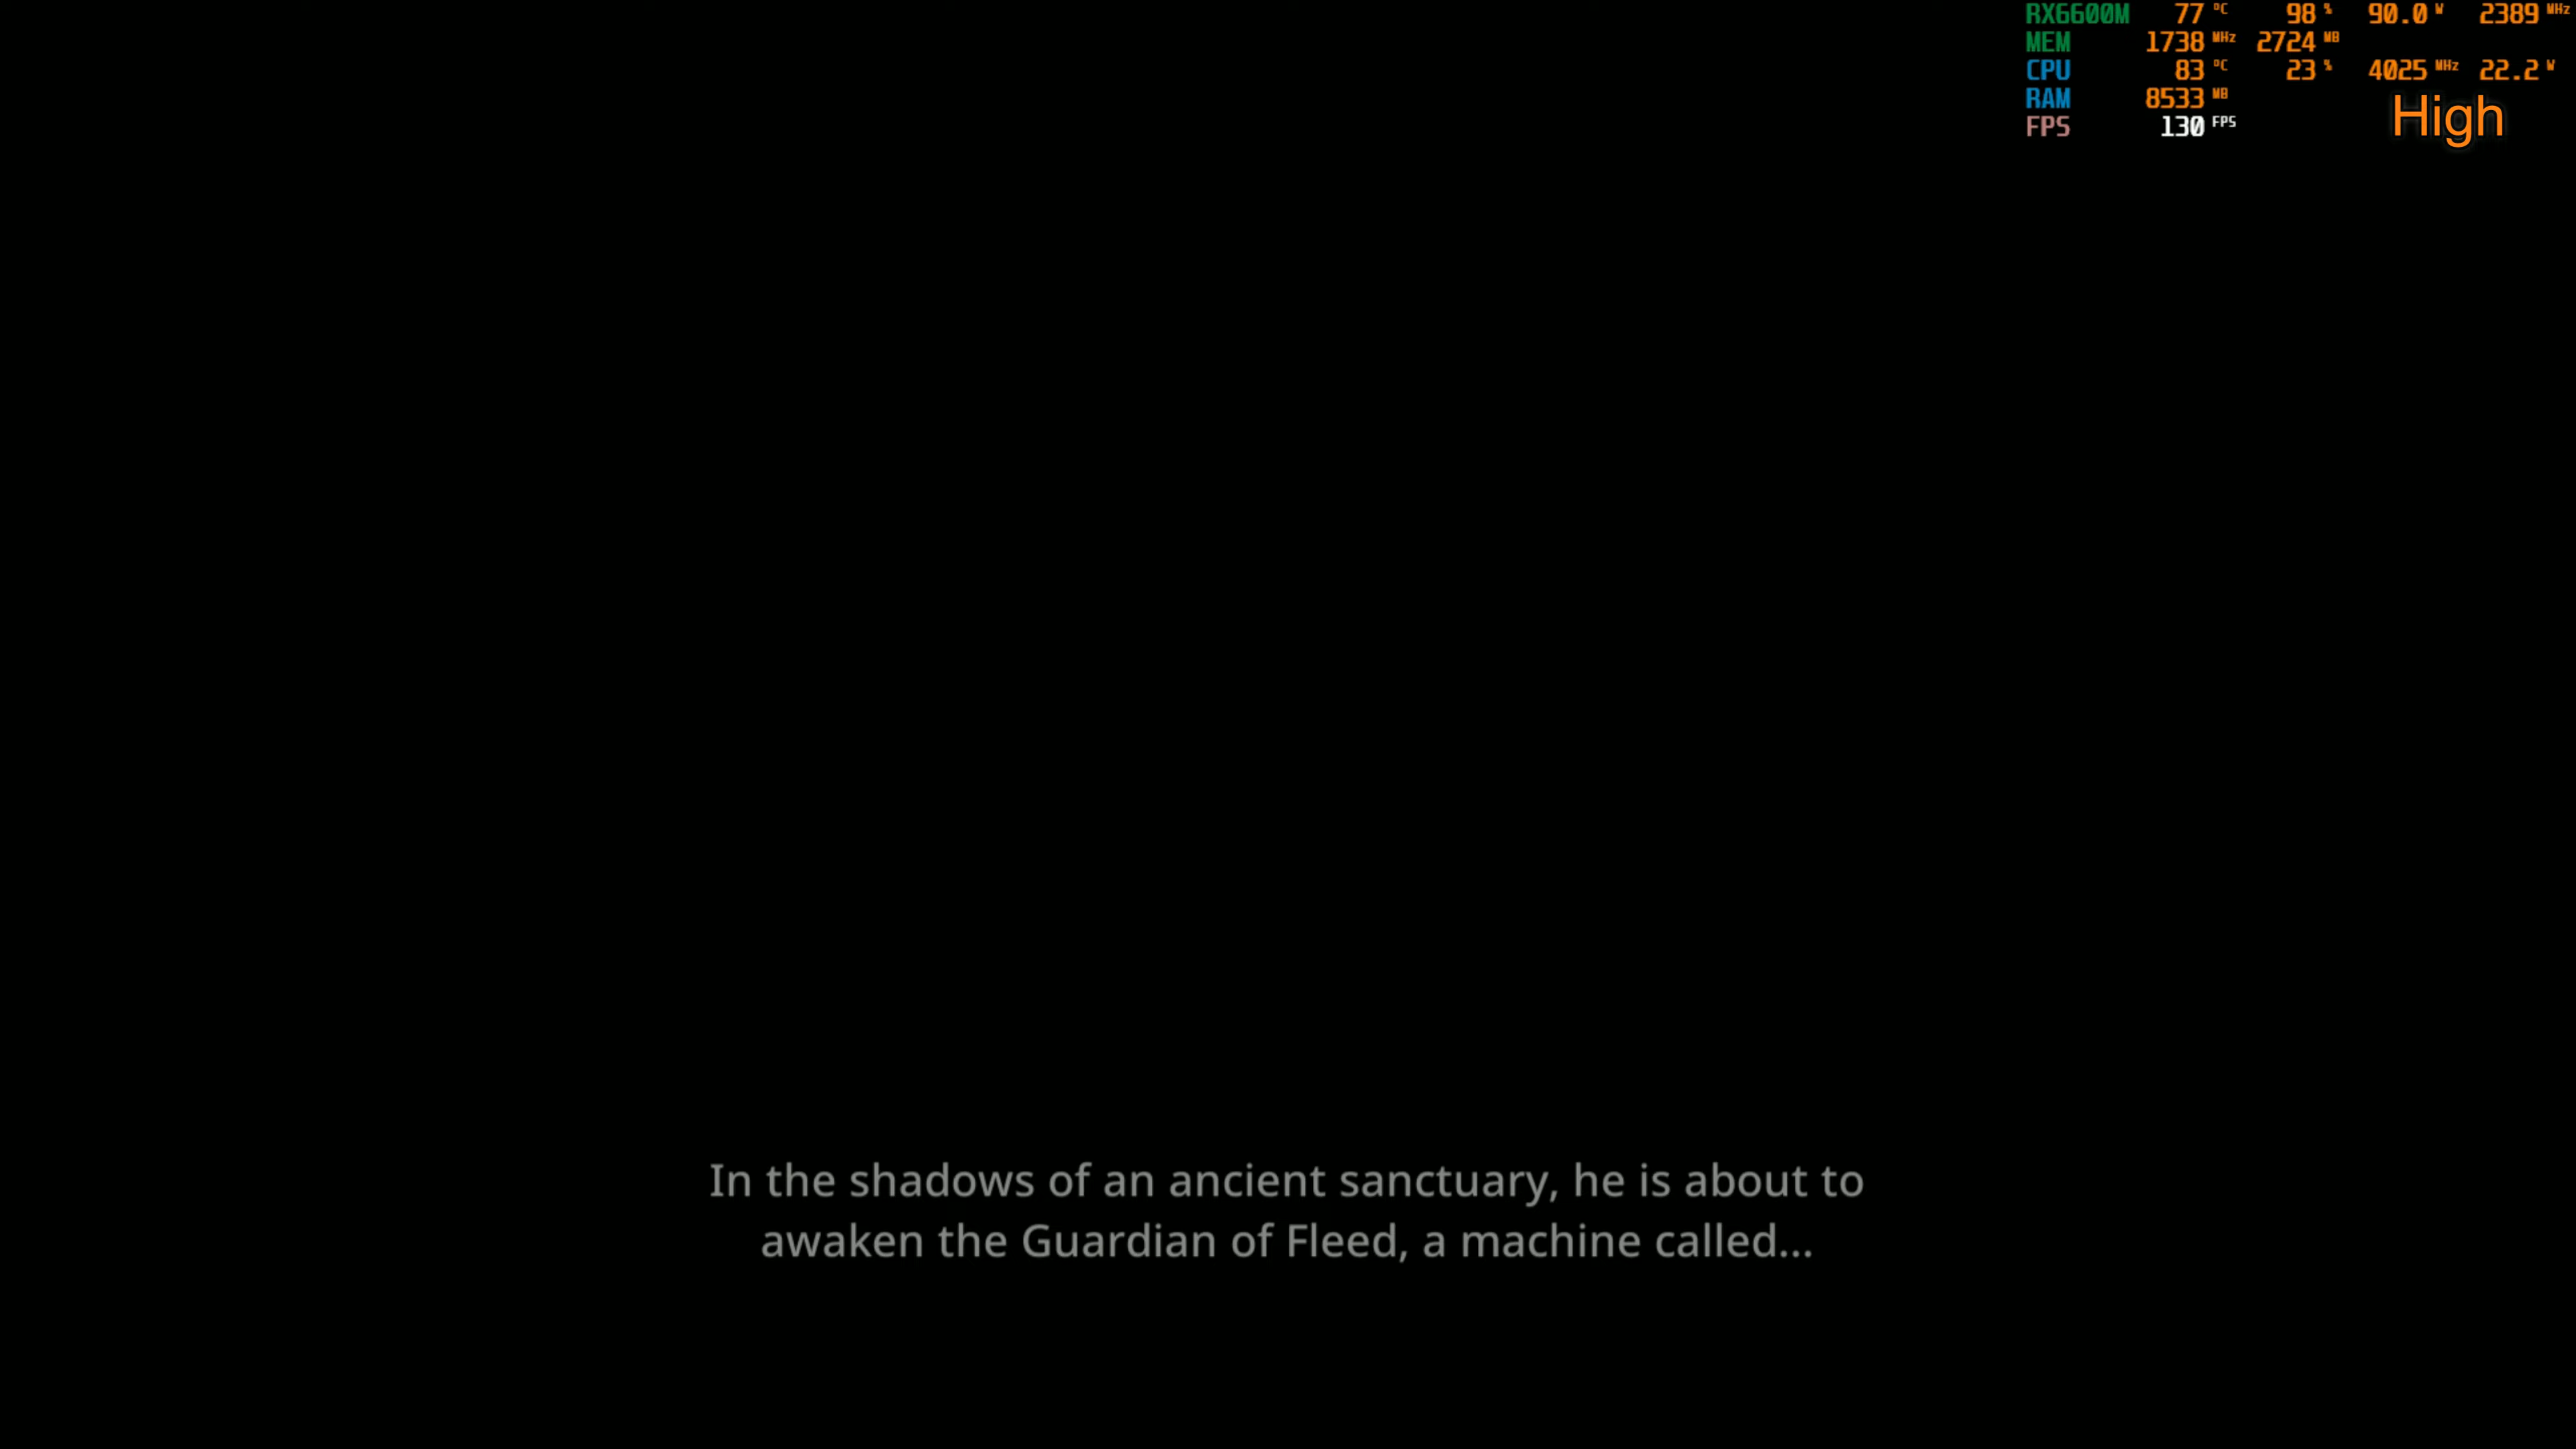 RX6600M 77 °C 98 % 90.0 W 2389 MHz
MEM 1738 MHz 2724 MB
CPU 83 °C 23 % 4025 MHz 22.2 W
RAM 8533 MB
FPS 130 FPS
High
In the shadows of an ancient sanctuary, he is about to
awaken the Guardian of Fleed, a machine called...